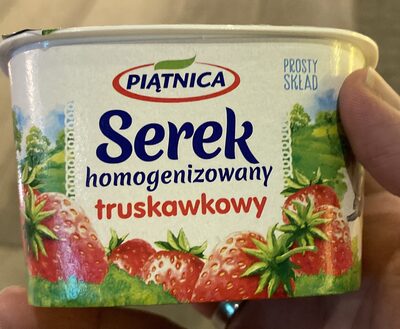 PIĄTNICA
PROSTY
SKŁAD
Serek
homogenizowany
truskawkowy